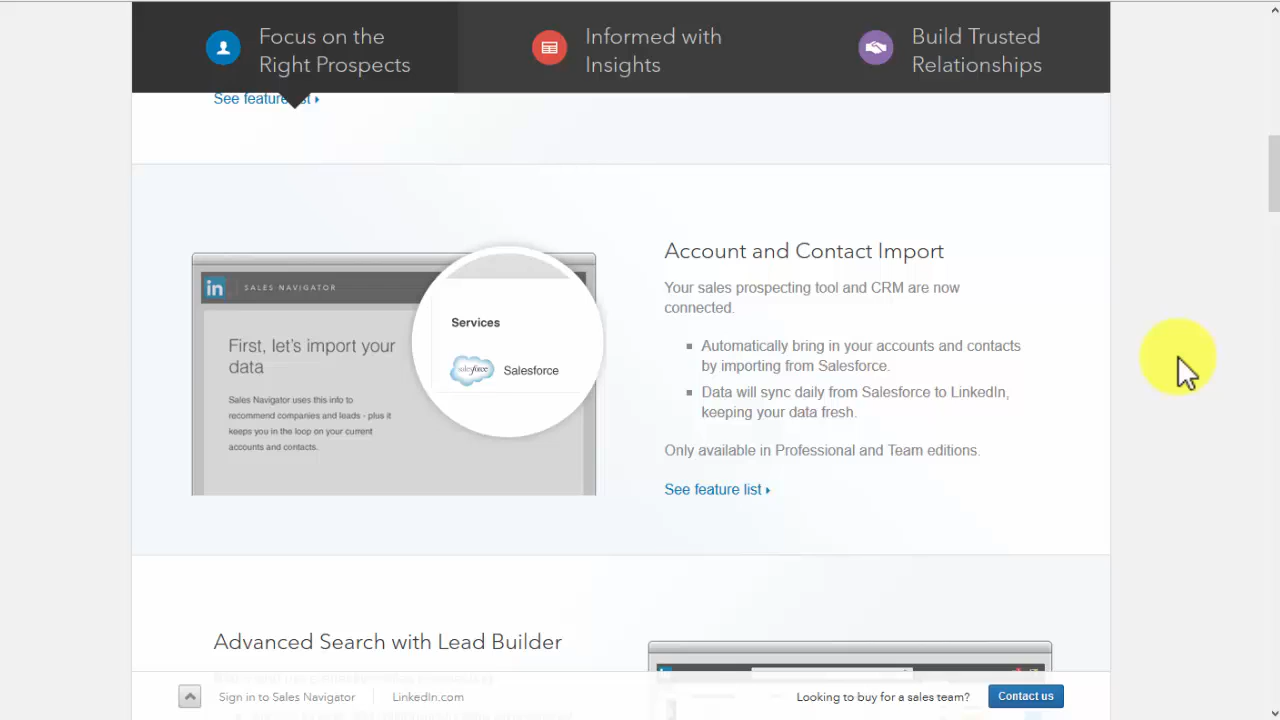 Focus on the
Right Prospects
Informed with
Insights
Build Trusted
Relationships
See feature list
Account and Contact Import
Your sales prospecting tool and CRM are now
connected.
Automatically bring in your accounts and contacts
by importing from Salesforce.
Data will sync daily from Salesforce to LinkedIn,
keeping your data fresh.
Only available in Professional and Team editions.
See feature list
in SALES NAVIGATOR
First, let's import your
data
Sales Navigator uses this info to
recommend companies and leads - plus it
keeps you in the loop on your current
accounts and contacts.
Services
salesforce Salesforce
Advanced Search with Lead Builder
Sign in to Sales Navigator
LinkedIn.com
Looking to buy for a sales team?
Contact us